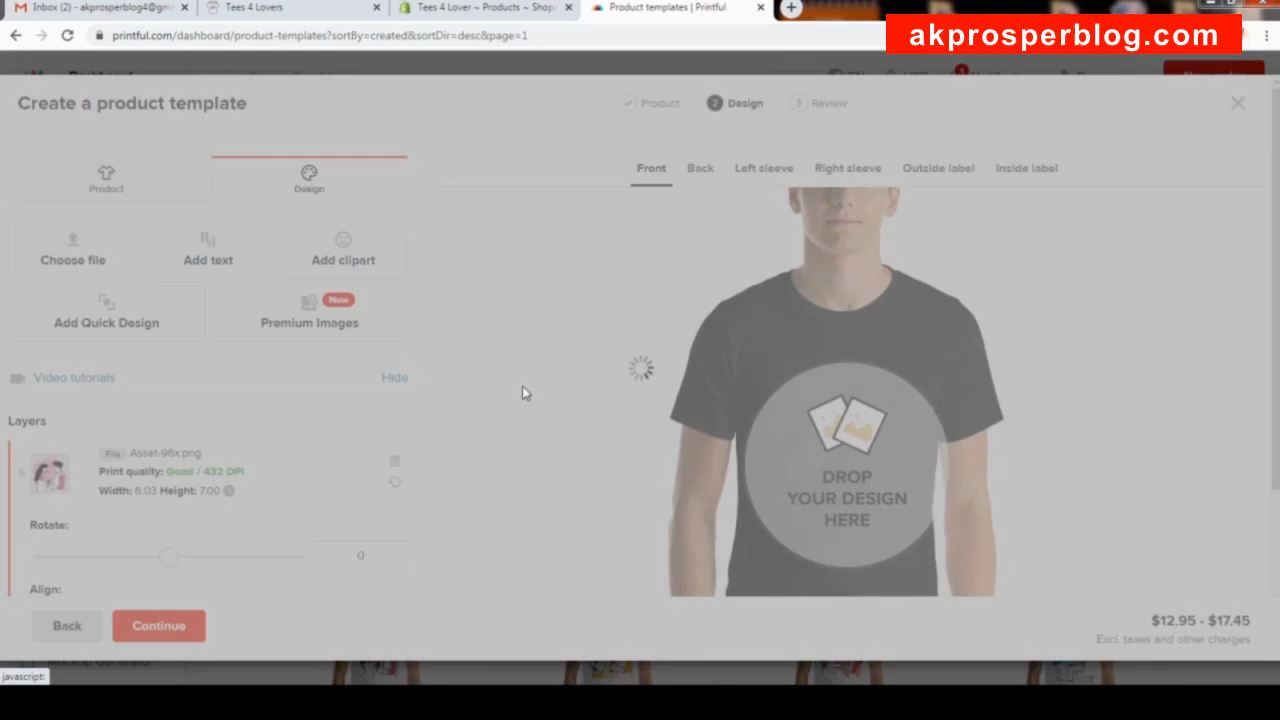 Inbox (2) - akprosperblog4@gm
Tees 4 Lovers
Tees 4 Lover ~ Products ~ Shopi
Product templates | Printful
printful.com/dashboard/product-templates?sortBy=created&sortDir=desc&page=1
akprosperblog.com
Create a product template
Product
2 Design
3 Review
Product
Design
Front
Back
Left sleeve
Right sleeve
Outside label
Inside label
Choose file
Add text
Add clipart
Add Quick Design
New
Premium Images
Video tutorials
Hide
Layers
File Asset-96x.png
Print quality: Good / 432 DPI
Width: 6.03 Height: 7.00
Rotate:
0
Align:
DROP
YOUR DESIGN
HERE
Back
Continue
$12.95 - $17.45
Excl. taxes and other charges
Mockup Generator
javascript: